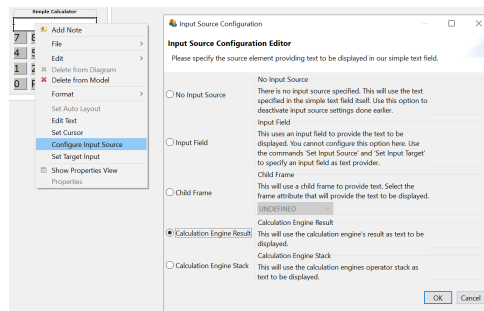 Simple Calculator
7
4
1
0
Add Note
File
Edit
Delete from Diagram
Delete from Model
Format
Set Auto Layout
Edit Text
Set Cursor
Configure Input Source
Set Target Input
Show Properties View
Properties
Input Source Configuration
Input Source Configuration Editor
Please specify the source element providing text to be displayed in our simple text field.
No Input Source
No Input Source
There is no input source specified. This will use the text
specified in the simple text field itself. Use this option to
deactivate input source settings done earlier.
Input Field
Input Field
This uses an input field to provide the text to be
displayed. You cannot configure this option here. Use
the commands 'Set Input Source' and 'Set Input Target'
to specify an input field as text provider.
Child Frame
Child Frame
This will use a child frame to provide text. Select the
frame attribute that will provide the text to be displayed.
UNDEFINED
Calculation Engine Result
Calculation Engine Result
This will use the calculation engine's result as text to be
displayed.
Calculation Engine Stack
Calculation Engine Stack
This will use the calculation engines operator stack as
text to be displayed.
OK
Cancel